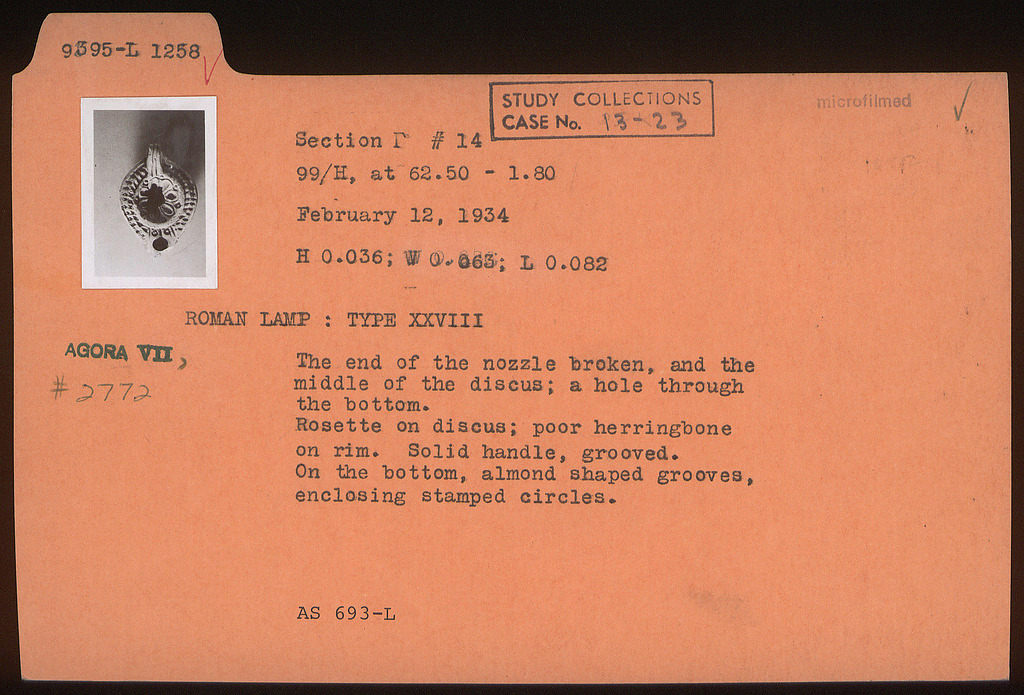 9395-L 1258 ✓
STUDY COLLECTIONS
CASE No. 13-23
microfilmed ✓
Section Γ # 14
99/H, at 62.50 - 1.80
February 12, 1934
H 0.036; W 0.063; L 0.082
ROMAN LAMP : TYPE XXVIII
AGORA VII,
# 2772
The end of the nozzle broken, and the
middle of the discus; a hole through
the bottom.
Rosette on discus; poor herringbone
on rim. Solid handle, grooved.
On the bottom, almond shaped grooves,
enclosing stamped circles.
AS 693-L